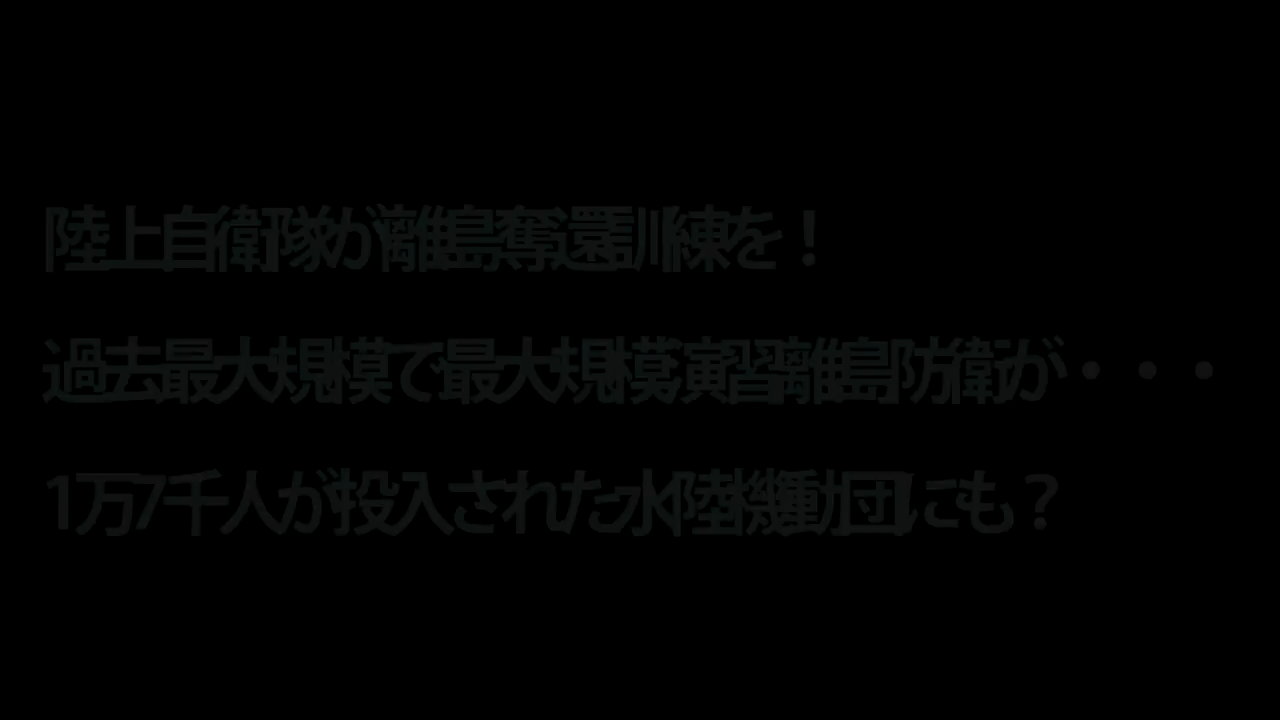 陸上自衛隊が離島奪還訓練を！
過去最大規模で最大規模演習離島防衛が・・・
1万7千人が投入された水陸機動団にも？